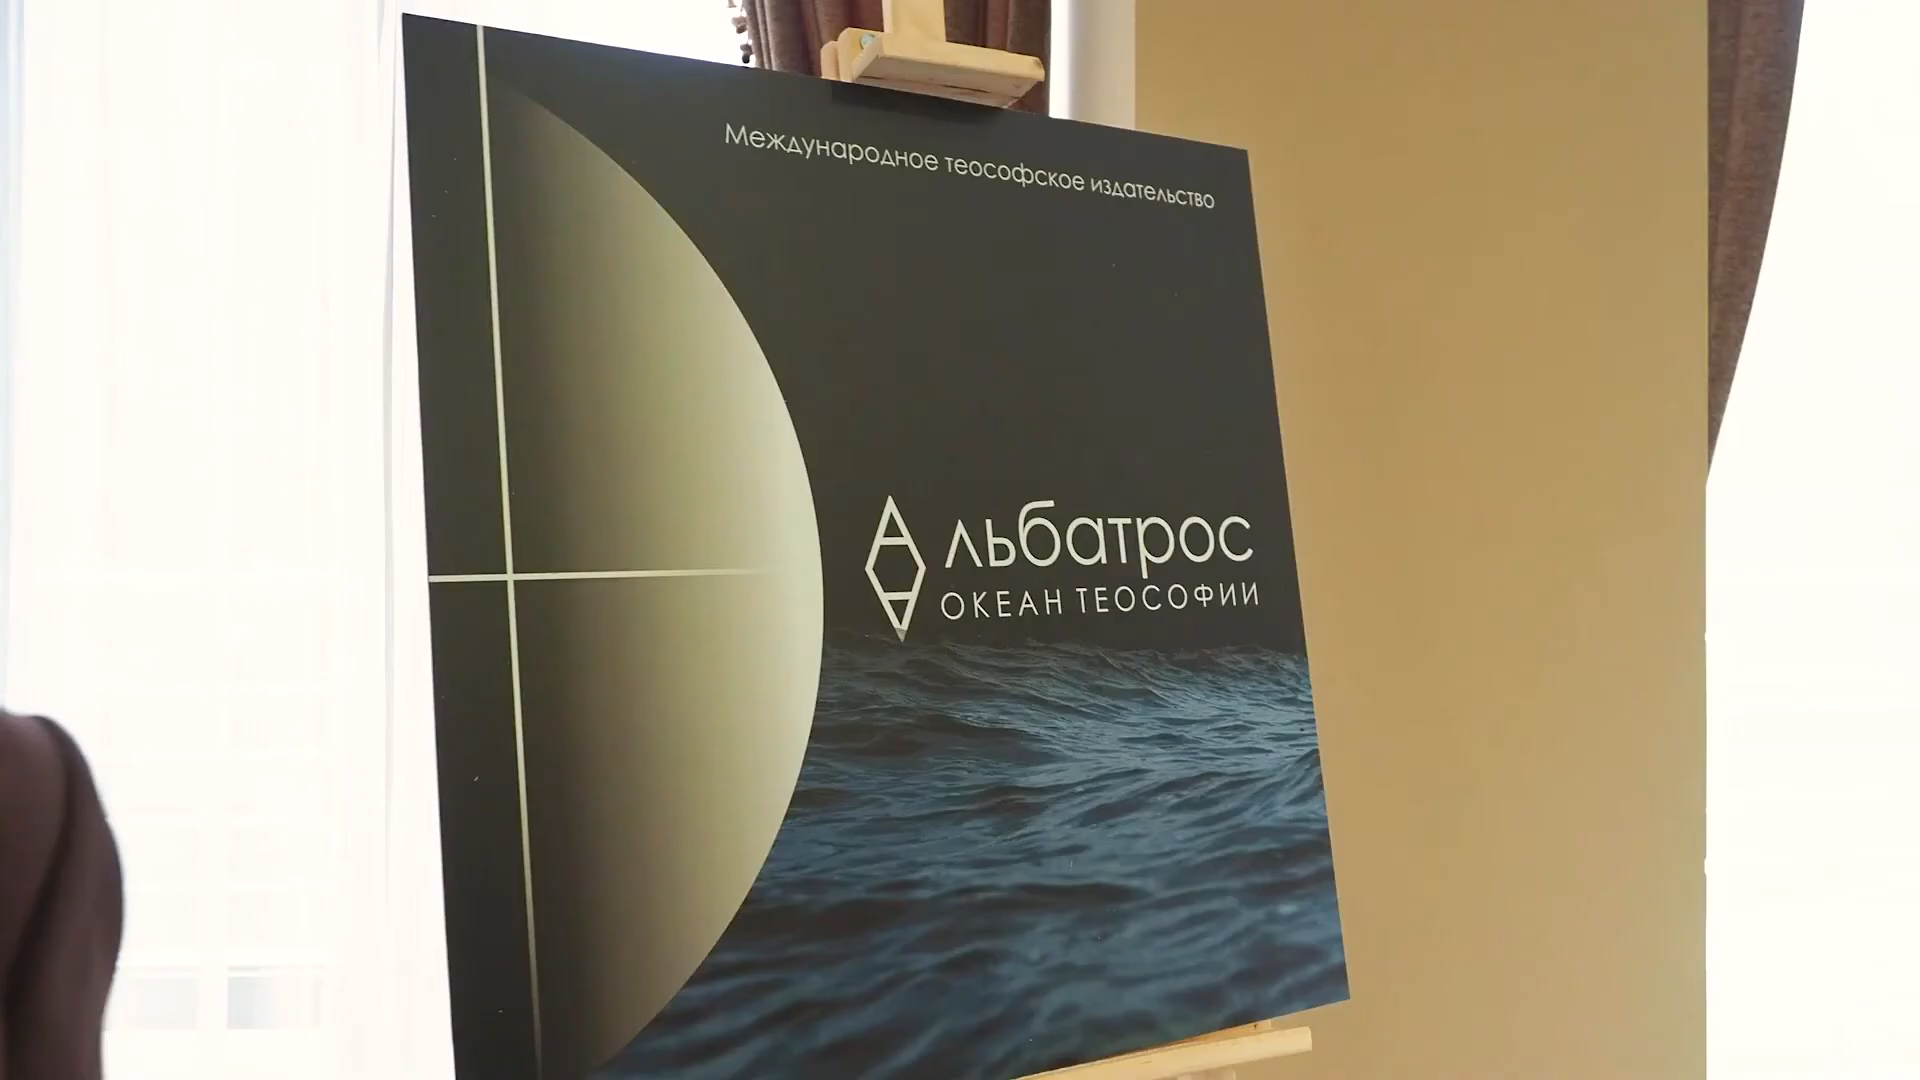 Международное теософское издательство
Альбатрос
ОКЕАН ТЕОСОФИИ